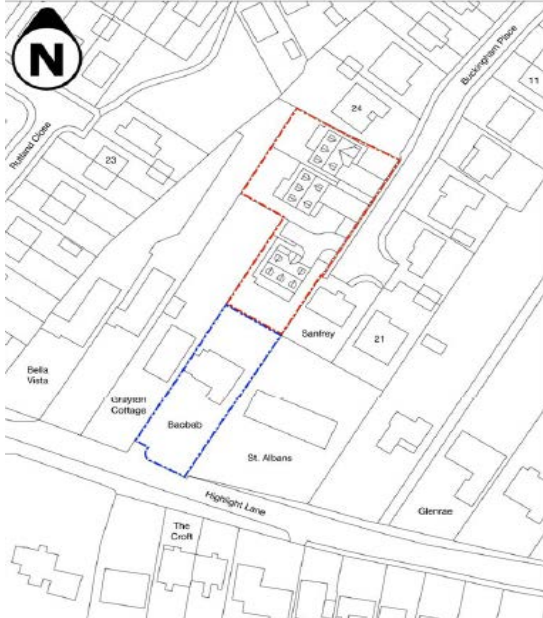 N
Buckingham Place
11
24
Rutland Close
23
Sanfrey
21
Bella
Vista
Grayton
Cottage
Baobab
St. Albans
Highlight Lane
Glenrae
The
Croft